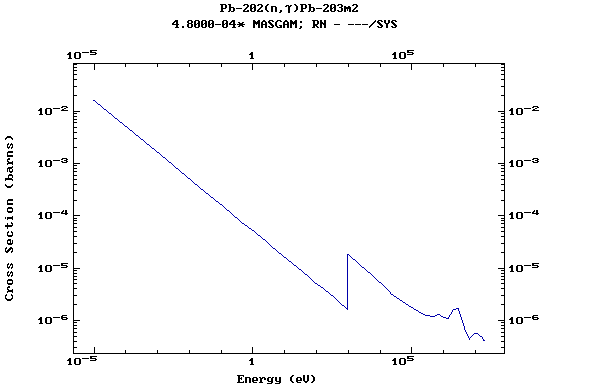 Pb-202(n,γ)Pb-203m2
4.8000-04* MASGAM; RN - ---/SYS
10⁻⁵ 1 10⁵
10⁻² 10⁻²
10⁻³ 10⁻³
10⁻⁴ 10⁻⁴
10⁻⁵ 10⁻⁵
10⁻⁶ 10⁻⁶
Cross Section (barns)
10⁻⁵ 1 10⁵
Energy (eV)